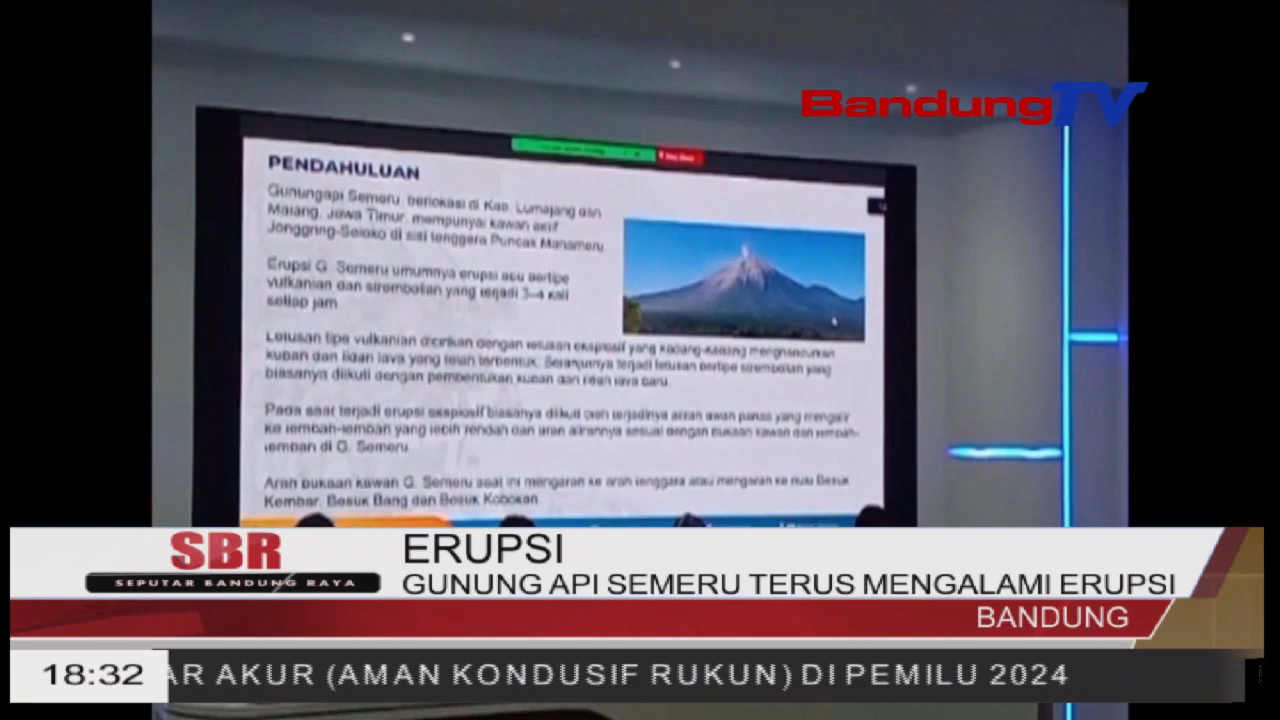 BandungTV
PENDAHULUAN
Gunungapi Semeru, berlokasi di Kab. Lumajang dan
Malang, Jawa Timur, mempunyai kawah aktif
Jonggring-Seloko di sisi tenggara Puncak Mahameru
Erupsi G. Semeru umumnya erupsi abu bertipe
vulkanian dan strombolian yang terjadi 3-4 kali
setiap jam
Letusan tipe vulkanian dicirikan dengan letusan eksplosif yang kadang-kadang menghancurkan
kubah dan lidah lava yang telah terbentuk. Selanjutnya terjadi letusan bertipe strombolian yang
biasanya diikuti dengan pembentukan kubah dan lidah lava baru.
Pada saat terjadi erupsi eksplosif biasanya diikuti oleh terjadinya aliran awan panas yang mengalir
ke lembah-lembah yang lebih rendah dan arah alirannya sesuai dengan bukaan kawah dan lembah-
lembah di G. Semeru
Arah bukaan kawah G. Semeru saat ini mengarah ke arah tenggara atau mengarah ke hulu Besuk
Kembar, Besuk Bang dan Besuk Kobokan.
SBR
SEPUTAR BANDUNG RAYA
ERUPSI
GUNUNG API SEMERU TERUS MENGALAMI ERUPSI
BANDUNG
18:32
AR AKUR (AMAN KONDUSIF RUKUN) DI PEMILU 2024